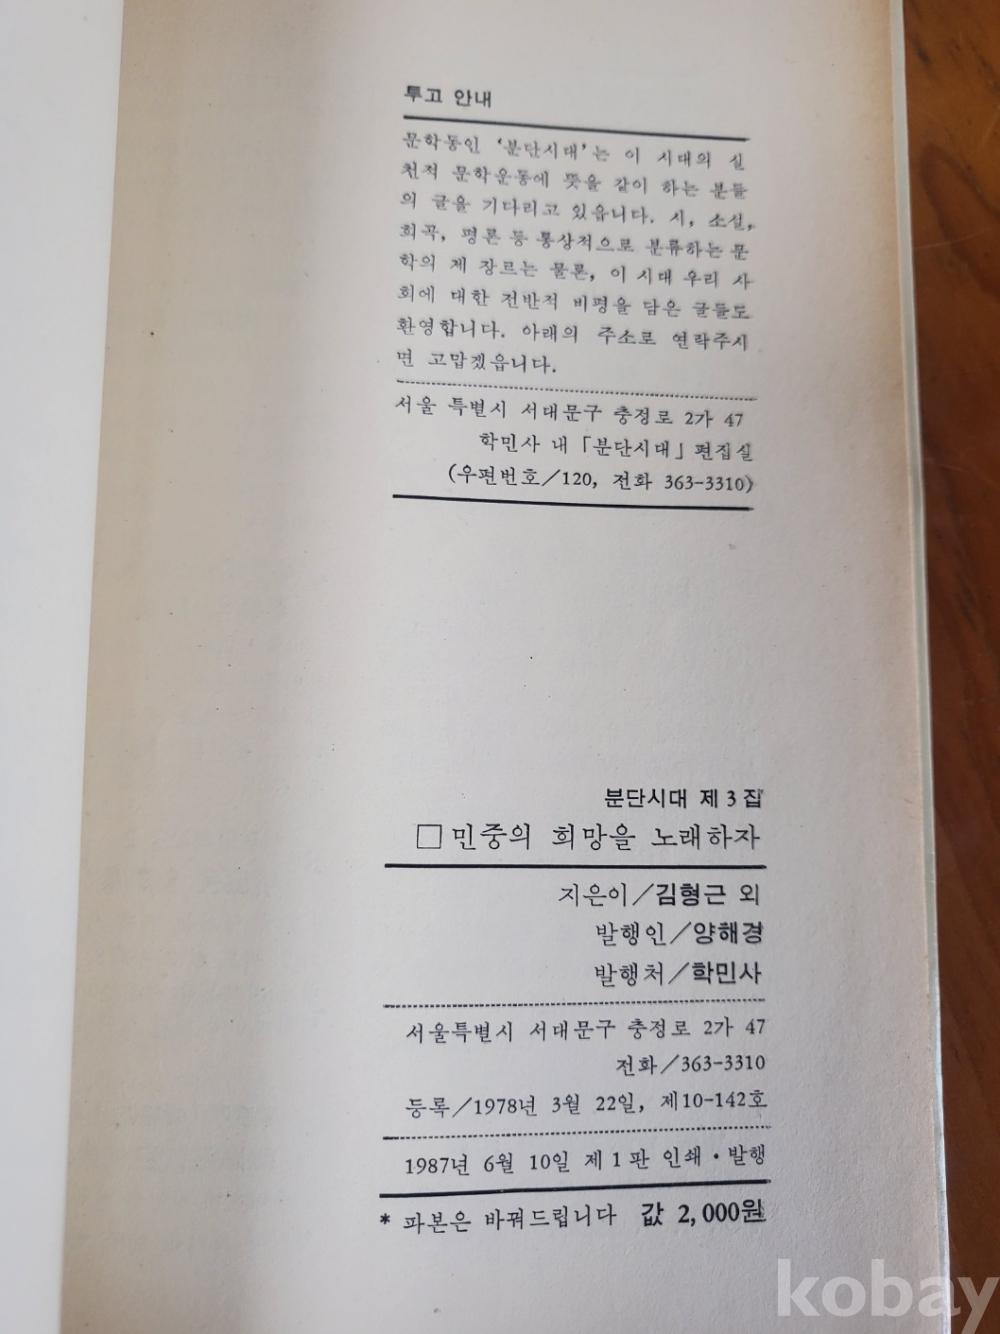 투고 안내
문학동인 '분단시대'는 이 시대의 실
천적 문학운동에 뜻을 같이 하는 분들
의 글을 기다리고 있읍니다. 시, 소설,
희곡, 평론 등 통상적으로 분류하는 문
학의 제 장르는 물론, 이 시대 우리 사
회에 대한 전반적 비평을 담은 글들도
환영합니다. 아래의 주소로 연락주시
면 고맙겠읍니다.
서울 특별시 서대문구 충정로 2가 47
학민사 내 「분단시대」 편집실
(우편번호/120, 전화 363-3310)
분단시대 제 3 집
□ 민중의 희망을 노래하자
지은이/김형근 외
발행인/양해경
발행처/학민사
서울특별시 서대문구 충정로 2가 47
전화/363-3310
등록/1978년 3월 22일, 제10-142호
1987년 6월 10일 제 1 판 인쇄·발행
* 파본은 바꿔드립니다 값 2,000원
kobay